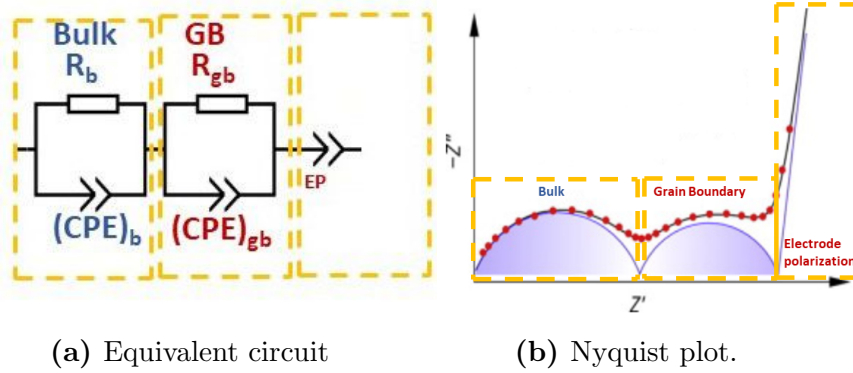 Bulk
R_b
GB
R_gb
EP
(CPE)_b
(CPE)_gb
-Z"
Bulk
Grain Boundary
Electrode
polarization
Z'
(a) Equivalent circuit
(b) Nyquist plot.